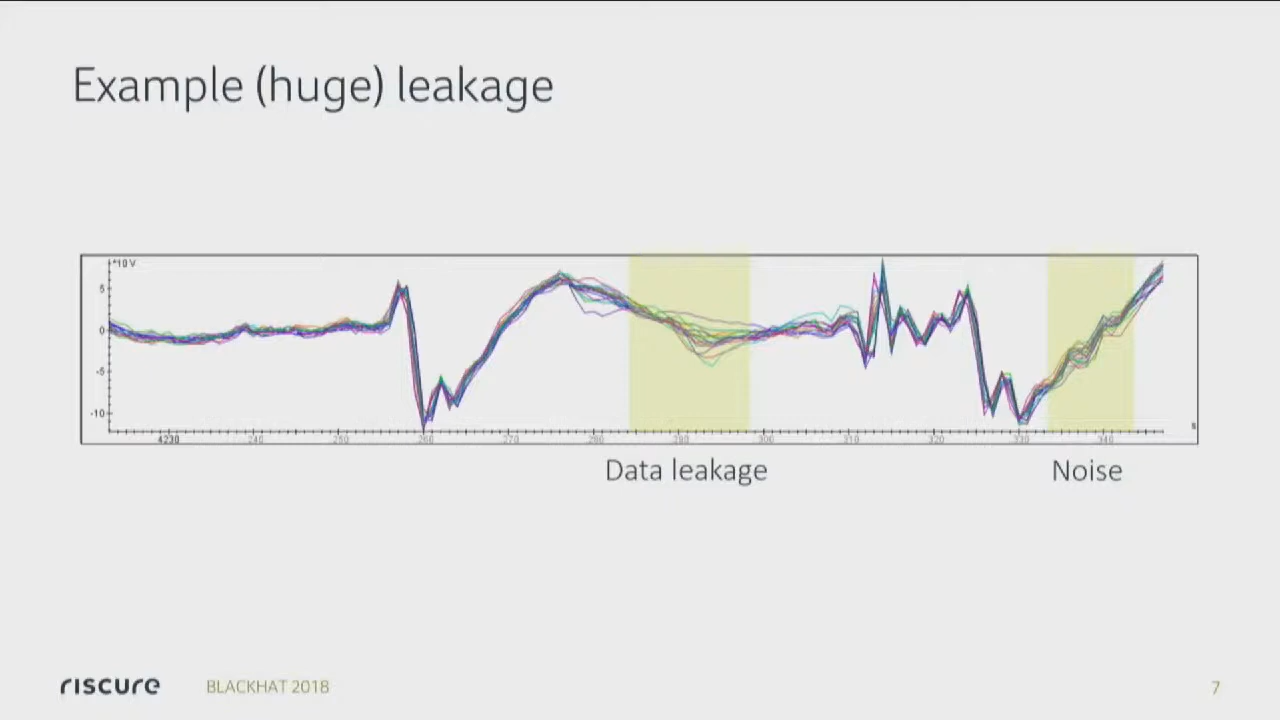 Example (huge) leakage
*10 V
5
0
-5
-10
4230 240 250 260 270 280 290 300 310 320 330 340
s
Data leakage Noise
riscure BLACKHAT 2018 7